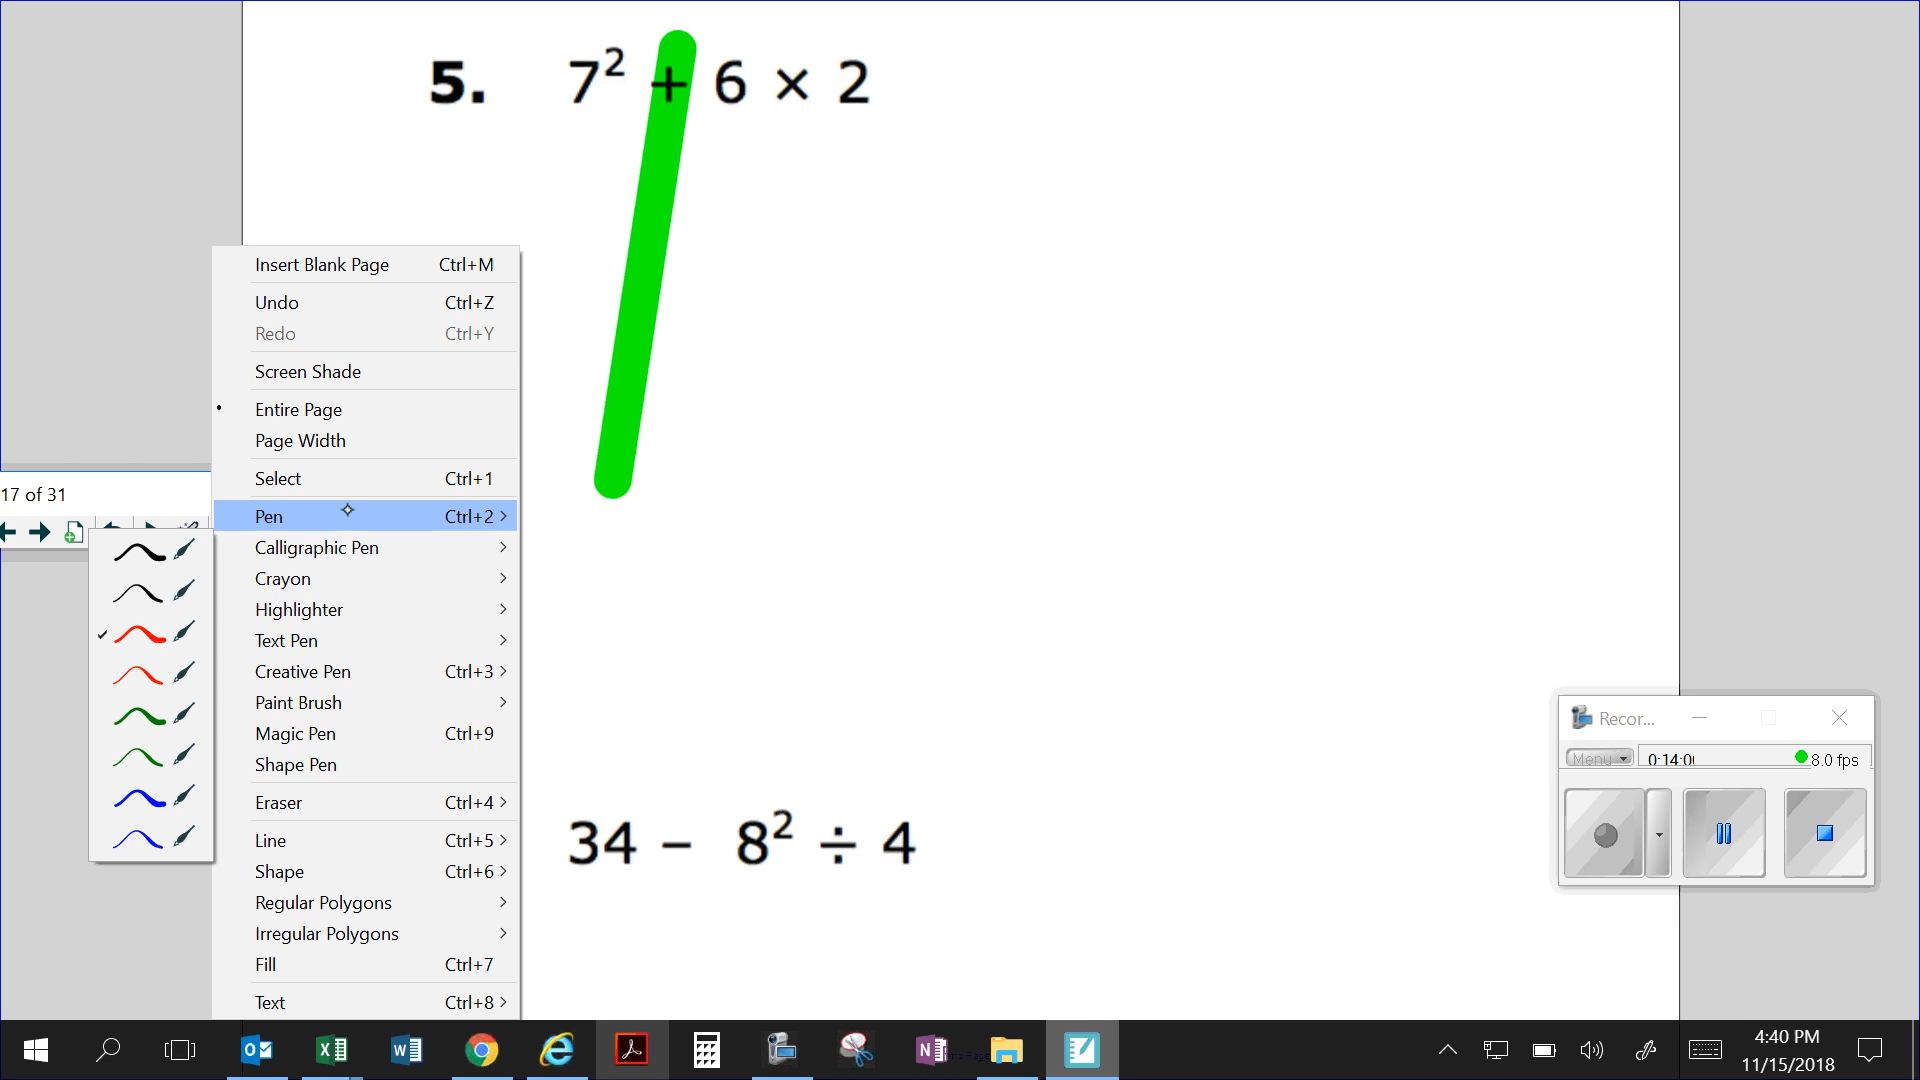 5. 7² + 6 × 2
Insert Blank Page Ctrl+M
Undo Ctrl+Z
Redo Ctrl+Y
Screen Shade
Entire Page
Page Width
Select Ctrl+1
17 of 31
Pen Ctrl+2
Calligraphic Pen
Crayon
Highlighter
Text Pen
Creative Pen Ctrl+3
Paint Brush
Magic Pen Ctrl+9
Shape Pen
Eraser Ctrl+4
Line Ctrl+5
Shape Ctrl+6
Regular Polygons
Irregular Polygons
Fill Ctrl+7
Text Ctrl+8
34 − 8² ÷ 4
Recor...
Menu
8.0 fps
4:40 PM
11/15/2018